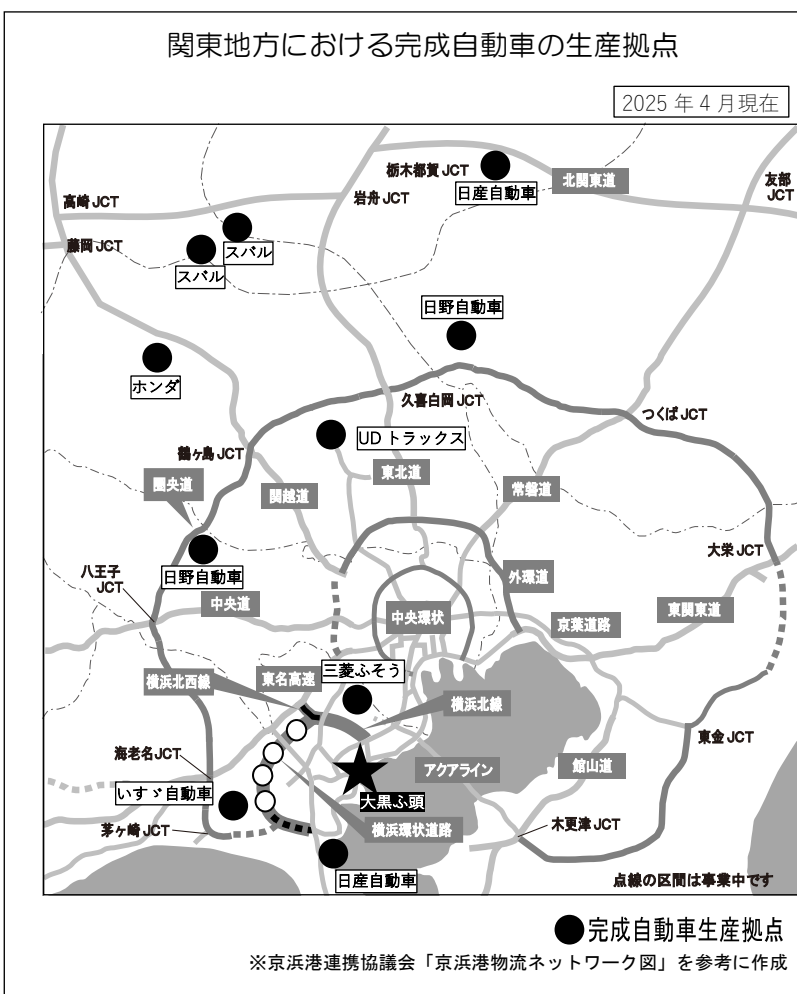 関東地方における完成自動車の生産拠点
2025年4月現在
栃木都賀JCT
日産自動車
北関東道
友部
JCT
高崎JCT
岩舟JCT
藤岡JCT
スバル
スバル
日野自動車
ホンダ
久喜白岡JCT
つくばJCT
UDトラックス
鶴ヶ島JCT
東北道
圏央道
関越道
常磐道
大栄JCT
日野自動車
八王子
JCT
外環道
中央道
中央環状
京葉道路
東関東道
三菱ふそう
横浜北西線
東名高速
横浜北線
東金JCT
海老名JCT
アクアライン
館山道
いすゞ自動車
大黒ふ頭
茅ヶ崎JCT
横浜環状道路
木更津JCT
日産自動車
点線の区間は事業中です
完成自動車生産拠点
※京浜港連携協議会「京浜港物流ネットワーク図」を参考に作成